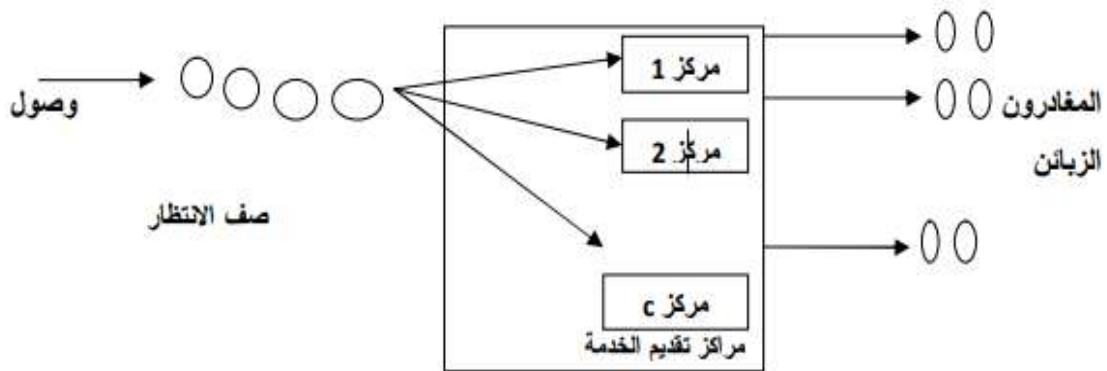 وصول
صف الانتظار
مركز 1
مركز 2
مركز c
مراكز تقديم الخدمة
المغادرون
الزبائن